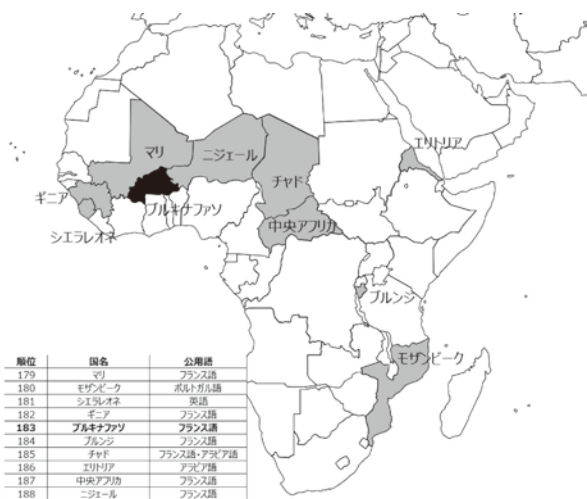 マリ
ニジェール
エリトリア
チャド
ギニア
ブルキナファソ
中央アフリカ
シエラレオネ
ブルンジ
モザンビーク
順位 国名 公用語
179 マリ フランス語
180 モザンビーク ポルトガル語
181 シエラレオネ 英語
182 ギニア フランス語
183 ブルキナファソ フランス語
184 ブルンジ フランス語
185 チャド フランス語・アラビア語
186 エリトリア アラビア語
187 中央アフリカ フランス語
188 ニジェール フランス語